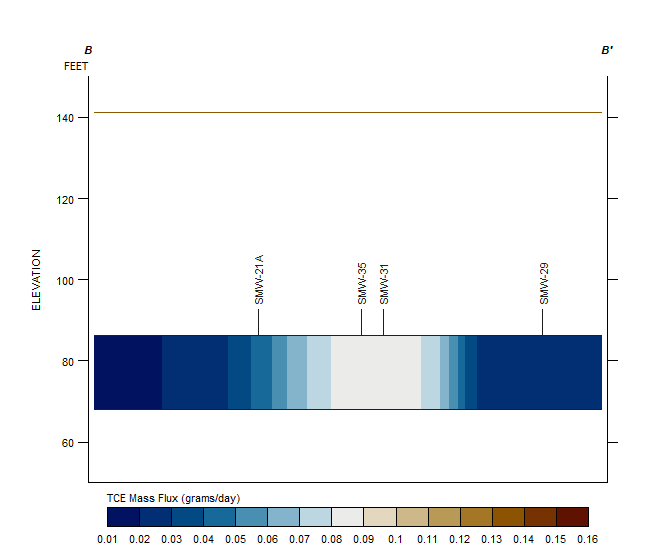 B B'
FEET
140
120
100
80
60
ELEVATION
SMW-21A SMW-35 SMW-31 SMW-29
TCE Mass Flux (grams/day)
0.01 0.02 0.03 0.04 0.05 0.06 0.07 0.08 0.09 0.1 0.11 0.12 0.13 0.14 0.15 0.16